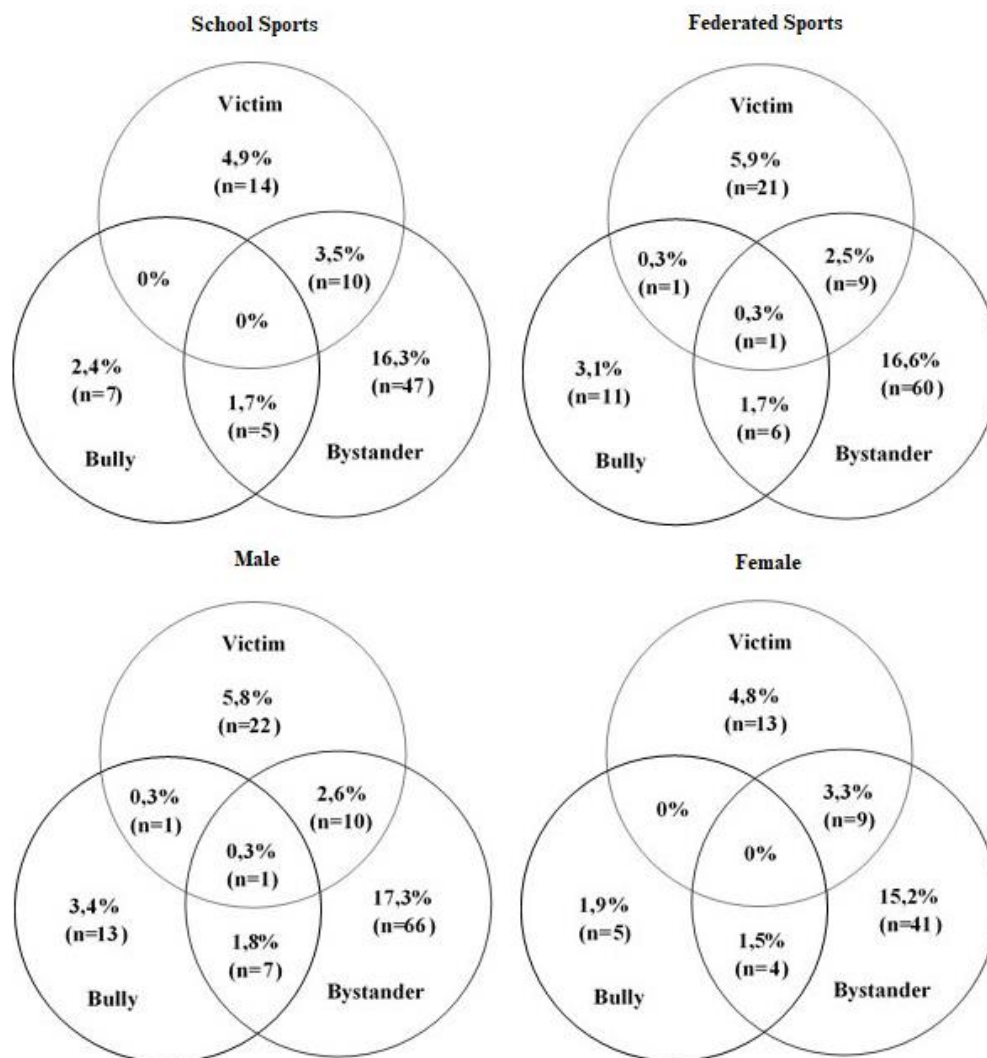 School Sports
Victim
4,9%
(n=14)
3,5%
(n=10)
0%
0%
2,4%
(n=7)
16,3%
(n=47)
1,7%
(n=5)
Bully
Bystander
Federated Sports
Victim
5,9%
(n=21)
0,3%
(n=1)
2,5%
(n=9)
0,3%
(n=1)
3,1%
(n=11)
16,6%
(n=60)
1,7%
(n=6)
Bully
Bystander
Male
Victim
5,8%
(n=22)
0,3%
(n=1)
2,6%
(n=10)
0,3%
(n=1)
3,4%
(n=13)
17,3%
(n=66)
1,8%
(n=7)
Bully
Bystander
Female
Victim
4,8%
(n=13)
0%
3,3%
(n=9)
0%
1,9%
(n=5)
15,2%
(n=41)
1,5%
(n=4)
Bully
Bystander